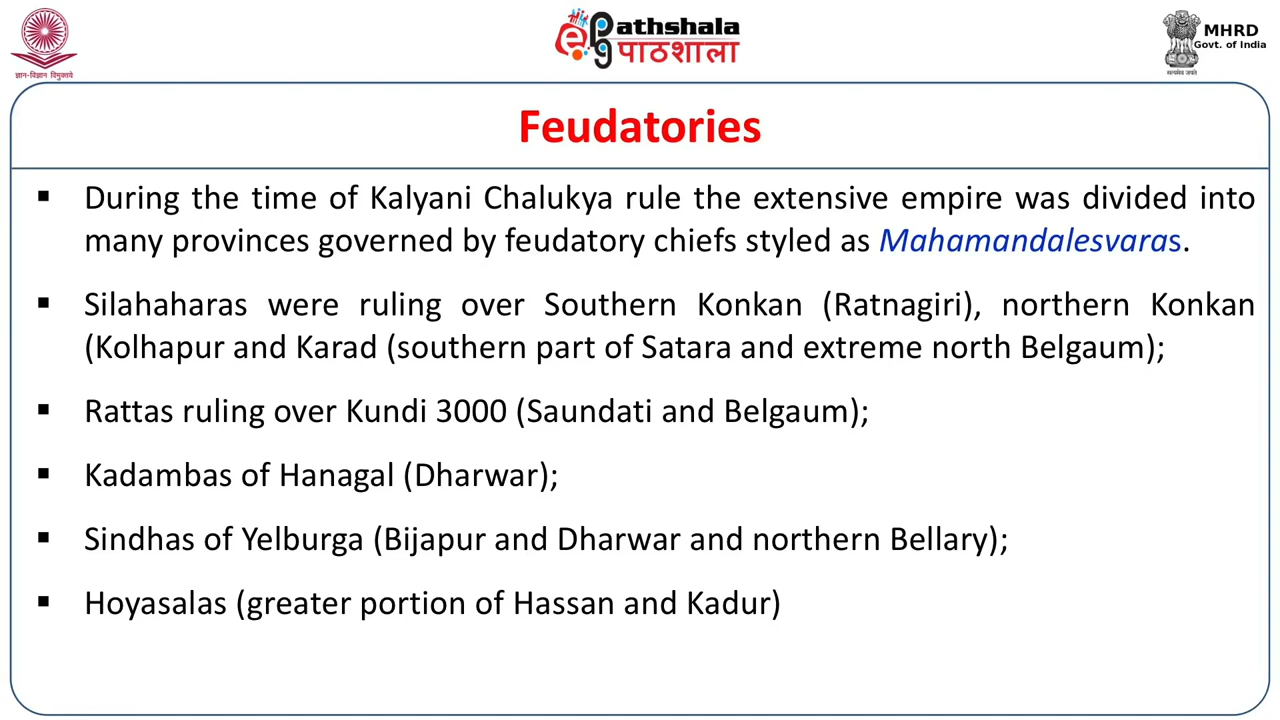 ज्ञान-विज्ञान विमुक्तये
ePathshala
पाठशाला
MHRD
Govt. of India
सत्यमेव जयते
Feudatories
▪ During the time of Kalyani Chalukya rule the extensive empire was divided into
many provinces governed by feudatory chiefs styled as Mahamandalesvaras.
▪ Silahaharas were ruling over Southern Konkan (Ratnagiri), northern Konkan
(Kolhapur and Karad (southern part of Satara and extreme north Belgaum);
▪ Rattas ruling over Kundi 3000 (Saundati and Belgaum);
▪ Kadambas of Hanagal (Dharwar);
▪ Sindhas of Yelburga (Bijapur and Dharwar and northern Bellary);
▪ Hoyasalas (greater portion of Hassan and Kadur)